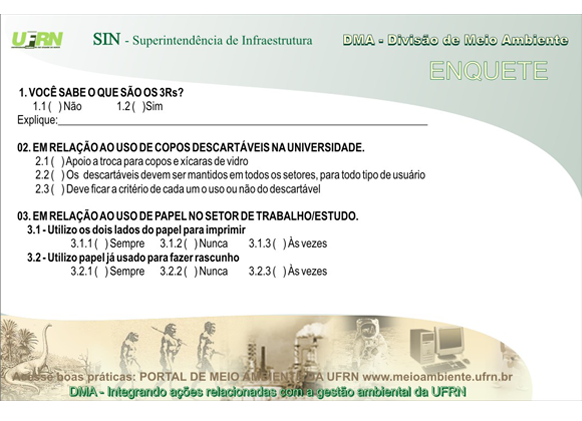 UFRN
SIN - Superintendência de Infraestrutura
DMA - Divisão de Meio Ambiente
ENQUETE
1. VOCÊ SABE O QUE SÃO OS 3Rs?
1.1 ( ) Não 1.2 ( )Sim
Explique:
02. EM RELAÇÃO AO USO DE COPOS DESCARTÁVEIS NA UNIVERSIDADE.
2.1 ( ) Apoio a troca para copos e xícaras de vidro
2.2 ( ) Os descartáveis devem ser mantidos em todos os setores, para todo tipo de usuário
2.3 ( ) Deve ficar a critério de cada um o uso ou não do descartável
03. EM RELAÇÃO AO USO DE PAPEL NO SETOR DE TRABALHO/ESTUDO.
3.1 - Utilizo os dois lados do papel para imprimir
3.1.1 ( ) Sempre 3.1.2 ( ) Nunca 3.1.3 ( ) Às vezes
3.2 - Utilizo papel já usado para fazer rascunho
3.2.1 ( ) Sempre 3.2.2 ( ) Nunca 3.2.3 ( ) Às vezes
Acesse boas práticas: PORTAL DE MEIO AMBIENTE DA UFRN www.meioambiente.ufrn.br
DMA - Integrando ações relacionadas com a gestão ambiental da UFRN